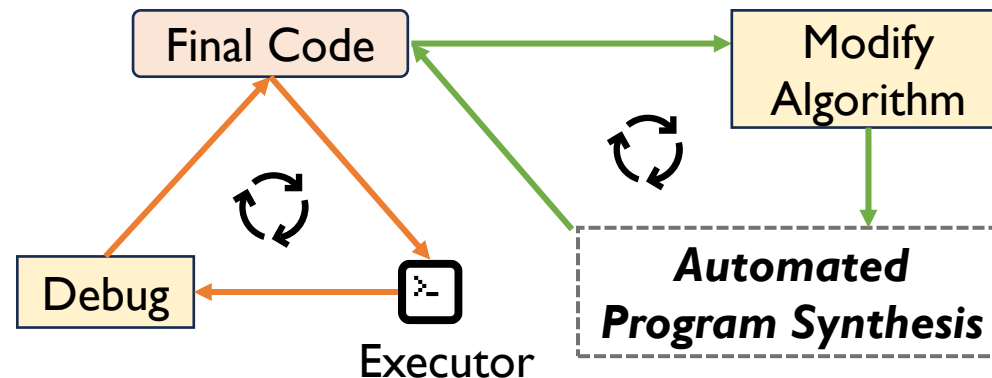 Final Code
Modify
Algorithm
Debug
>_
Executor
Automated
Program Synthesis